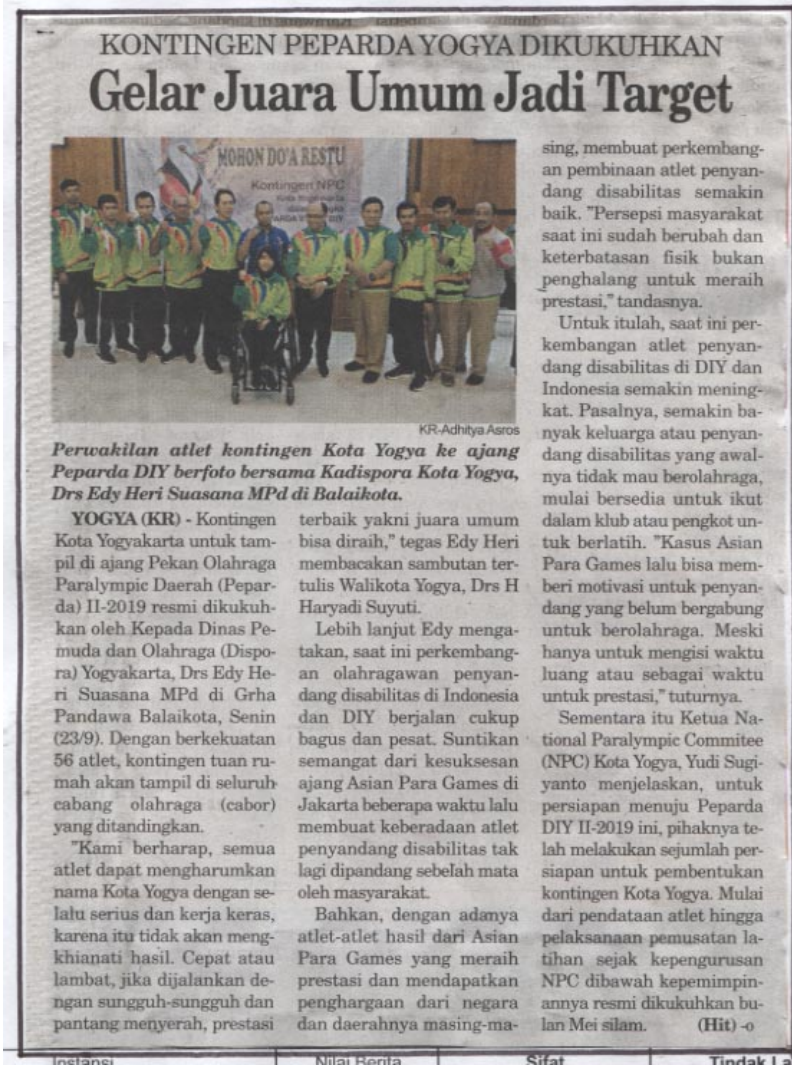 KONTINGEN PEPARDA YOGYA DIKUKUHKAN
Gelar Juara Umum Jadi Target
MOHON DO'A RESTU
Kontingen NPC
KR-Adhitya Asros
Perwakilan atlet kontingen Kota Yogya ke ajang
Peparda DIY berfoto bersama Kadispora Kota Yogya,
Drs Edy Heri Suasana MPd di Balaikota.
YOGYA (KR) - Kontingen
Kota Yogyakarta untuk tam-
pil di ajang Pekan Olahraga
Paralympic Daerah (Pepar-
da) II-2019 resmi dikukuh-
kan oleh Kepada Dinas Pe-
muda dan Olahraga (Dispo-
ra) Yogyakarta, Drs Edy He-
ri Suasana MPd di Grha
Pandawa Balaikota, Senin
(23/9). Dengan berkekuatan
56 atlet, kontingen tuan ru-
mah akan tampil di seluruh
cabang olahraga (cabor)
yang ditandingkan.
"Kami berharap, semua
atlet dapat mengharumkan
nama Kota Yogya dengan se-
lalu serius dan kerja keras,
karena itu tidak akan meng-
khianati hasil. Cepat atau
lambat, jika dijalankan de-
ngan sungguh-sungguh dan
pantang menyerah, prestasi
terbaik yakni juara umum
bisa diraih," tegas Edy Heri
membacakan sambutan ter-
tulis Walikota Yogya, Drs H
Haryadi Suyuti.
Lebih lanjut Edy menga-
takan, saat ini perkembang-
an olahragawan penyan-
dang disabilitas di Indonesia
dan DIY berjalan cukup
bagus dan pesat. Suntikan
semangat dari kesuksesan
ajang Asian Para Games di
Jakarta beberapa waktu lalu
membuat keberadaan atlet
penyandang disabilitas tak
lagi dipandang sebelah mata
oleh masyarakat.
Bahkan, dengan adanya
atlet-atlet hasil dari Asian
Para Games yang meraih
prestasi dan mendapatkan
penghargaan dari negara
dan daerahnya masing-ma-
sing, membuat perkembang-
an pembinaan atlet penyan-
dang disabilitas semakin
baik. "Persepsi masyarakat
saat ini sudah berubah dan
keterbatasan fisik bukan
penghalang untuk meraih
prestasi," tandasnya.
Untuk itulah, saat ini per-
kembangan atlet penyan-
dang disabilitas di DIY dan
Indonesia semakin mening-
kat. Pasalnya, semakin ba-
nyak keluarga atau penyan-
dang disabilitas yang awal-
nya tidak mau berolahraga,
mulai bersedia untuk ikut
dalam klub atau pengkot un-
tuk berlatih. "Kasus Asian
Para Games lalu bisa mem-
beri motivasi untuk penyan-
dang yang belum bergabung
untuk berolahraga. Meski
hanya untuk mengisi waktu
luang atau sebagai waktu
untuk prestasi," tuturnya.
Sementara itu Ketua Na-
tional Paralympic Commitee
(NPC) Kota Yogya, Yudi Sugi-
yanto menjelaskan, untuk
persiapan menuju Peparda
DIY II-2019 ini, pihaknya te-
lah melakukan sejumlah per-
siapan untuk pembentukan
kontingen Kota Yogya. Mulai
dari pendataan atlet hingga
pelaksanaan pemusatan la-
tihan sejak kepengurusan
NPC dibawah kepemimpin-
annya resmi dikukuhkan bu-
lan Mei silam. (Hit) -o
Instansi Nilai Berita Sifat Tindak La